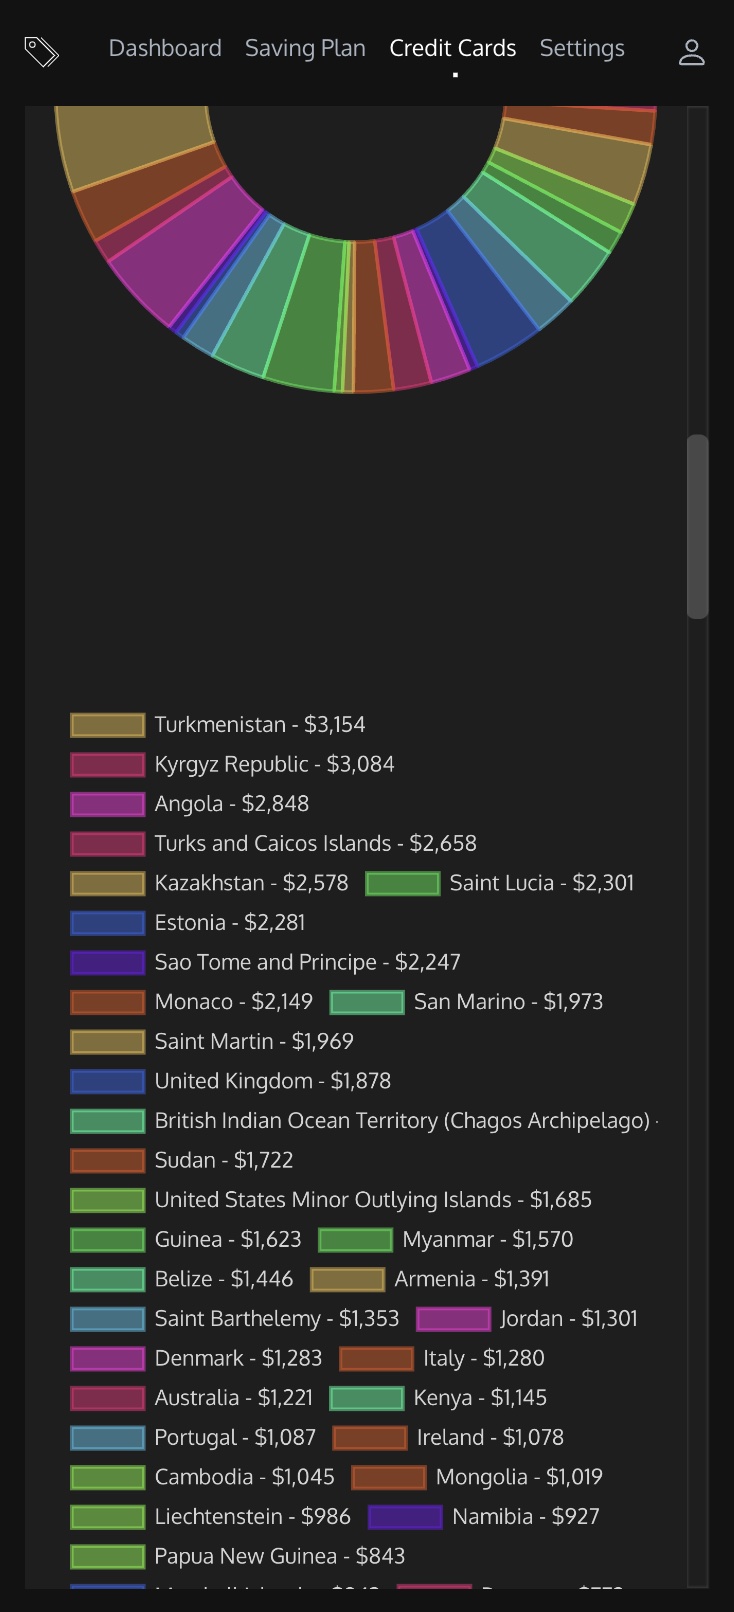 Dashboard Saving Plan Credit Cards Settings
Turkmenistan - $3,154
Kyrgyz Republic - $3,084
Angola - $2,848
Turks and Caicos Islands - $2,658
Kazakhstan - $2,578 Saint Lucia - $2,301
Estonia - $2,281
Sao Tome and Principe - $2,247
Monaco - $2,149 San Marino - $1,973
Saint Martin - $1,969
United Kingdom - $1,878
British Indian Ocean Territory (Chagos Archipelago) -
Sudan - $1,722
United States Minor Outlying Islands - $1,685
Guinea - $1,623 Myanmar - $1,570
Belize - $1,446 Armenia - $1,391
Saint Barthelemy - $1,353 Jordan - $1,301
Denmark - $1,283 Italy - $1,280
Australia - $1,221 Kenya - $1,145
Portugal - $1,087 Ireland - $1,078
Cambodia - $1,045 Mongolia - $1,019
Liechtenstein - $986 Namibia - $927
Papua New Guinea - $843